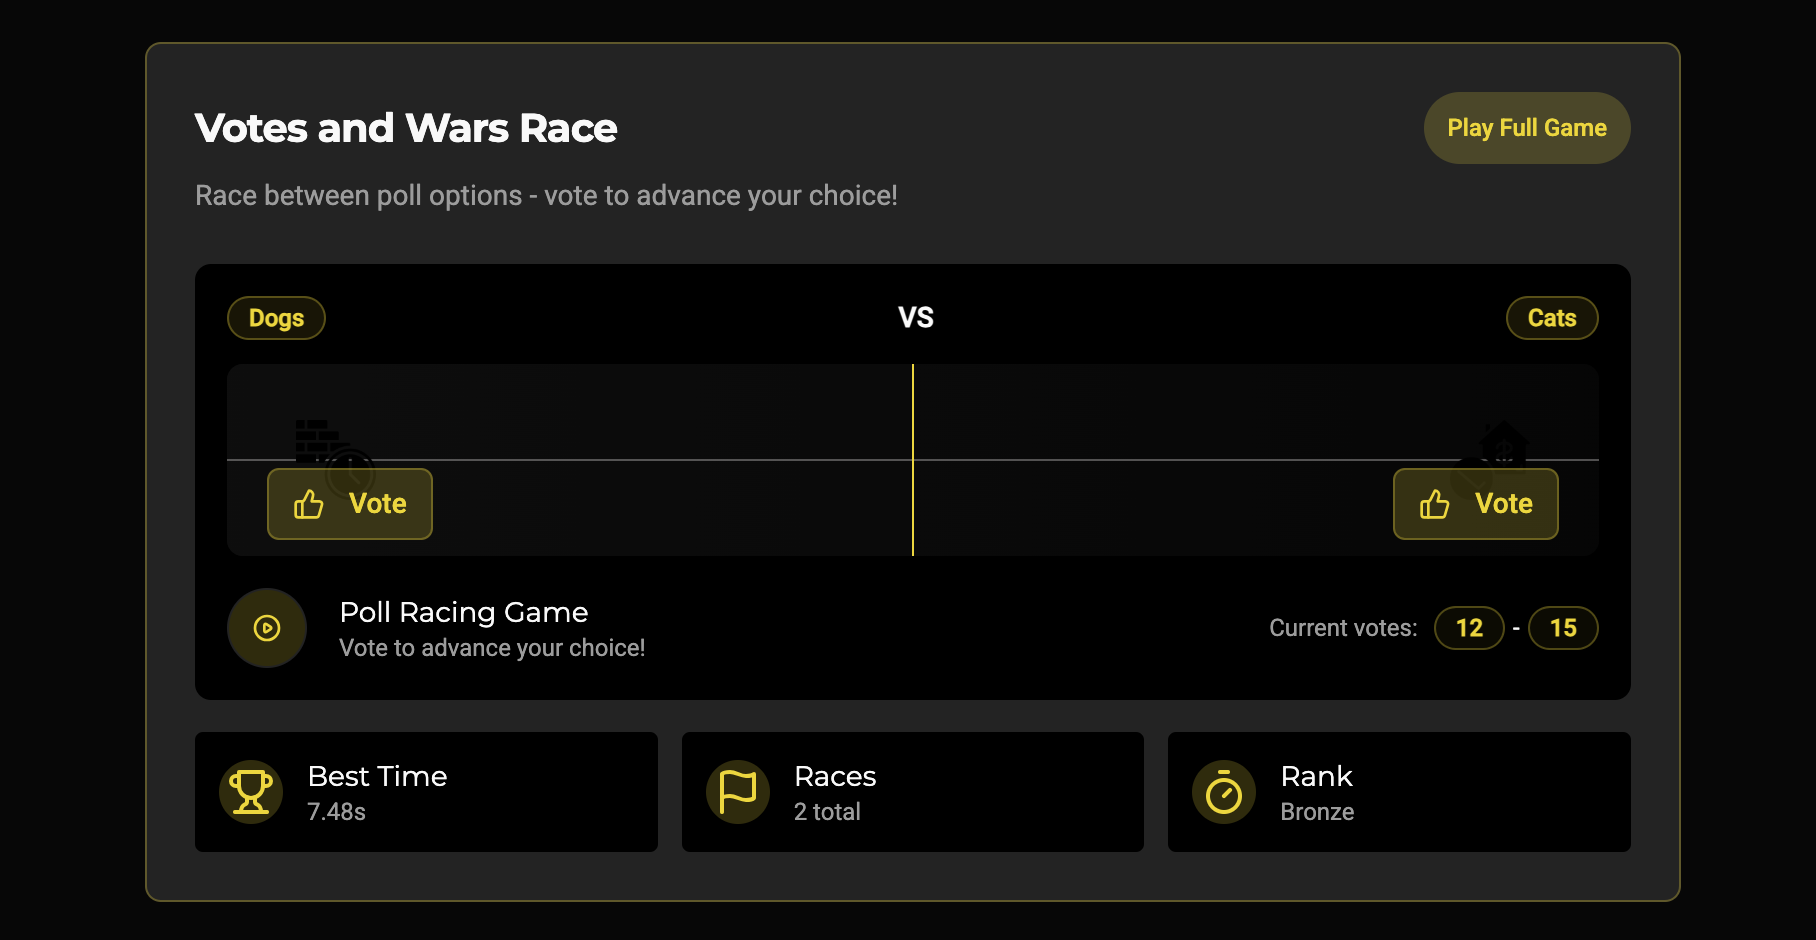 Votes and Wars Race
Play Full Game
Race between poll options - vote to advance your choice!
Dogs
VS
Cats
Vote
Vote
Poll Racing Game
Vote to advance your choice!
Current votes: 12 - 15
Best Time
7.48s
Races
2 total
Rank
Bronze